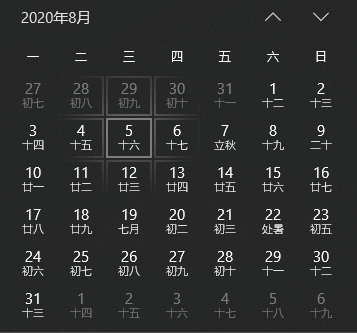 2020年8月
一 二 三 四 五 六 日
27 28 29 30 31 1 2
初七 初八 初九 初十 十一 十二 十三
3 4 5 6 7 8 9
十四 十五 十六 十七 立秋 十九 二十
10 11 12 13 14 15 16
廿一 廿二 廿三 廿四 廿五 廿六 廿七
17 18 19 20 21 22 23
廿八 廿九 七月 初二 初三 处暑 初五
24 25 26 27 28 29 30
初六 初七 初八 初九 初十 十一 十二
31 1 2 3 4 5 6
十三 十四 十五 十六 十七 十八 十九